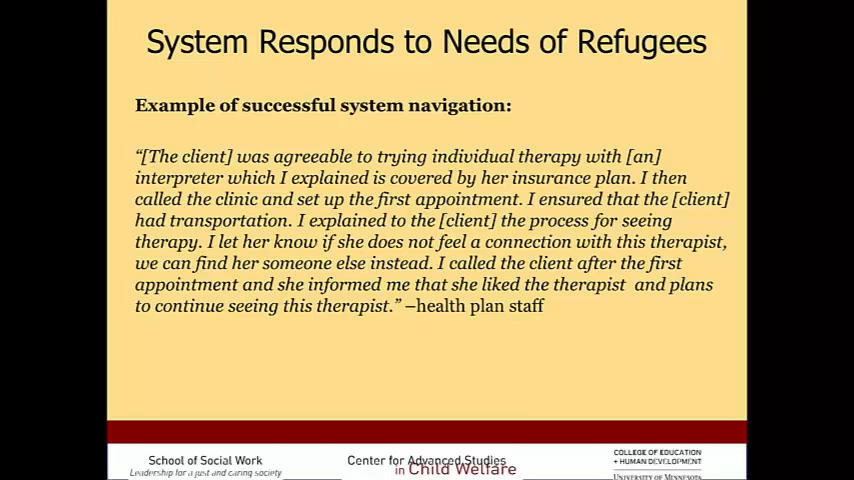 System Responds to Needs of Refugees
Example of successful system navigation:
“[The client] was agreeable to trying individual therapy with [an]
interpreter which I explained is covered by her insurance plan. I then
called the clinic and set up the first appointment. I ensured that the [client]
had transportation. I explained to the [client] the process for seeing
therapy. I let her know if she does not feel a connection with this therapist,
we can find her someone else instead. I called the client after the first
appointment and she informed me that she liked the therapist and plans
to continue seeing this therapist.” –health plan staff
School of Social Work
Leadership for a just and caring society
Center for Advanced Studies
in Child Welfare
COLLEGE OF EDUCATION
+ HUMAN DEVELOPMENT
UNIVERSITY OF MINNESOTA